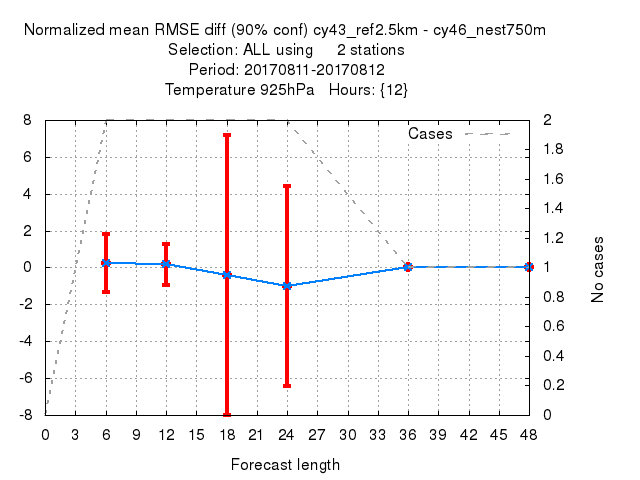 Normalized mean RMSE diff (90% conf) cy43_ref2.5km - cy46_nest750m
Selection: ALL using 2 stations
Period: 20170811-20170812
Temperature 925hPa Hours: {12}
Cases
8
6
4
2
0
-2
-4
-6
-8
2
1.8
1.6
1.4
1.2
1
0.8
0.6
0.4
0.2
0
No cases
0 3 6 9 12 15 18 21 24 27 30 33 36 39 42 45 48
Forecast length